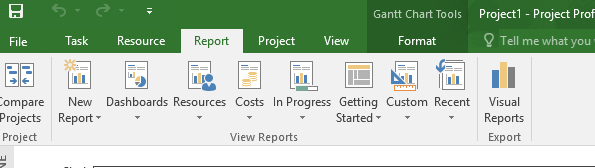 Gantt Chart Tools Project1 - Project Prof
File Task Resource Report Project View Format Tell me what you
Compare Projects
New Report
Dashboards
Resources
Costs
In Progress
Getting Started
Custom
Recent
Visual Reports
Project View Reports Export